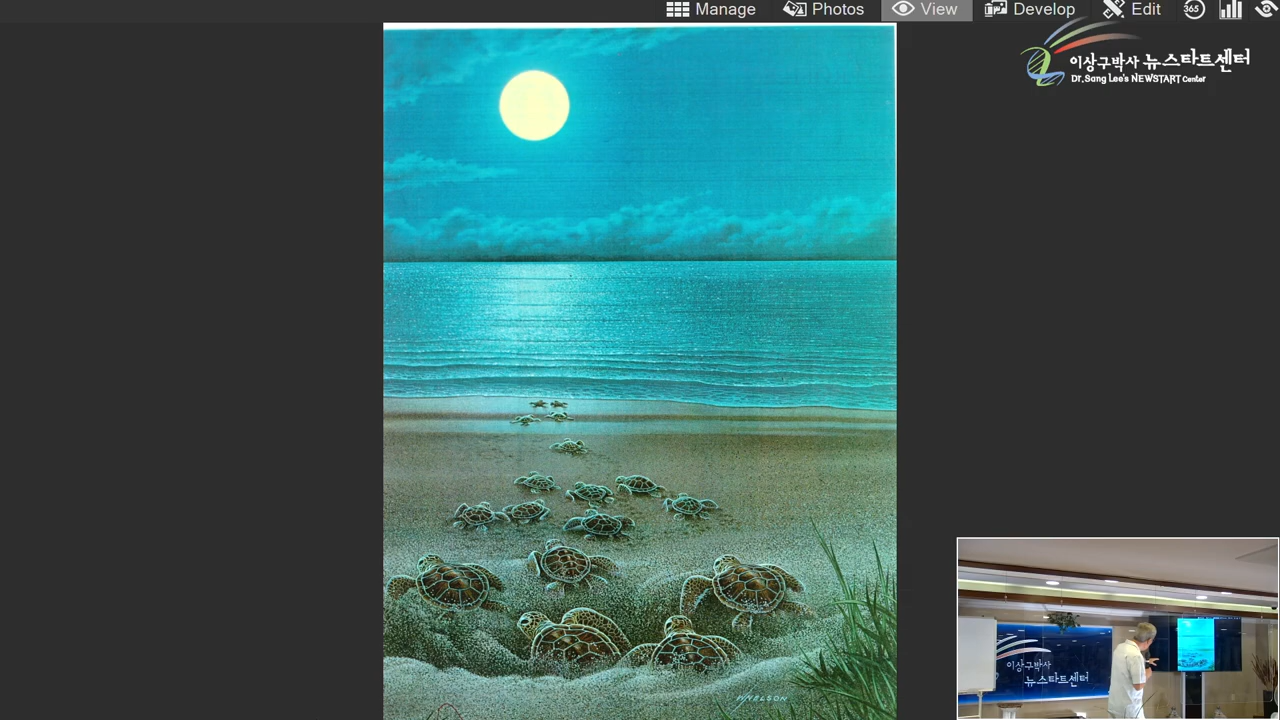 Manage Photos View Develop Edit 365
이상구박사 뉴스타트센터
Dr.Sang Lee's NEWSTART Center
이상구박사
뉴스타트센터
W.NELSON